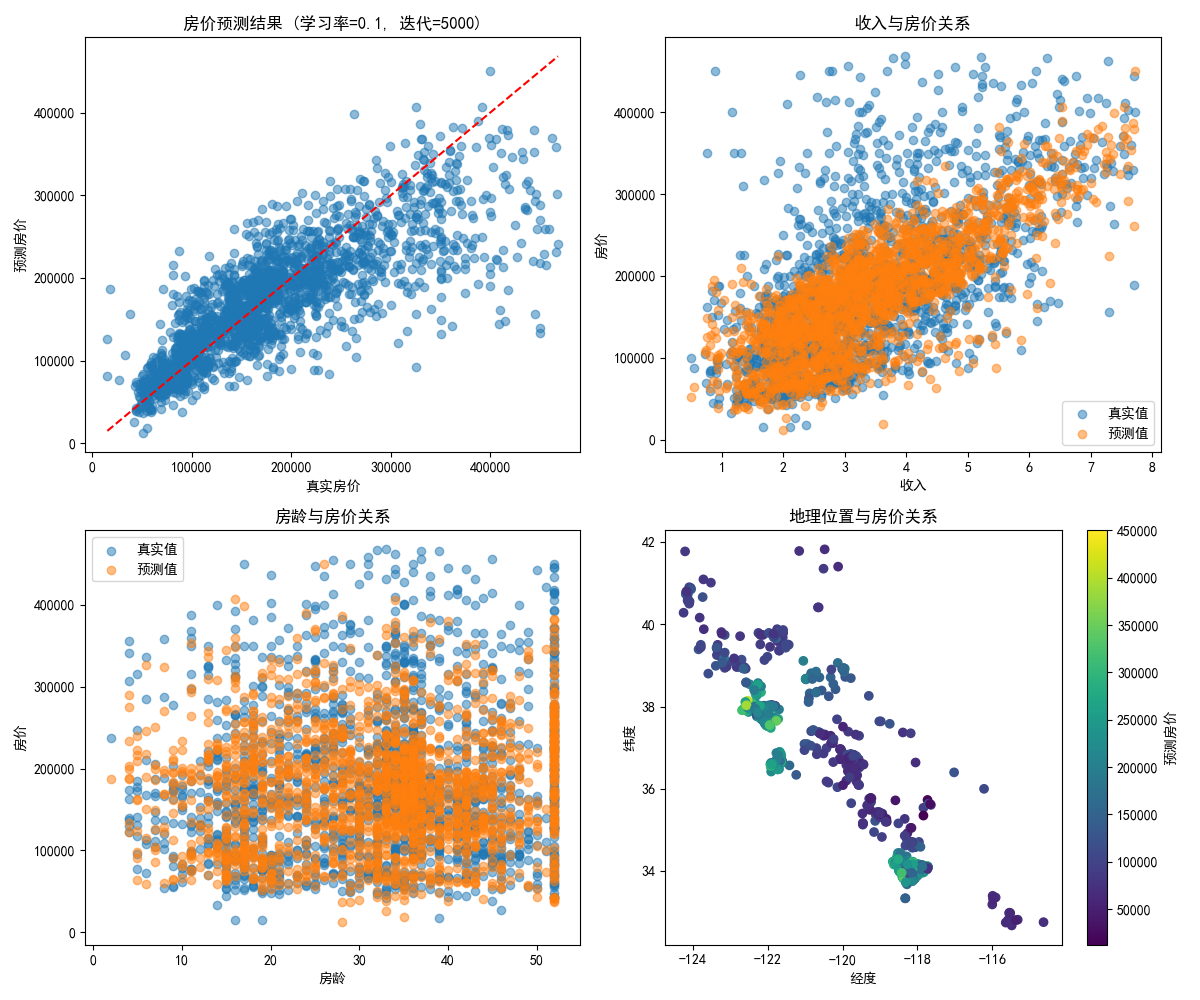 房价预测结果 (学习率=0.1, 迭代=5000)
400000
300000
200000
100000
0
预测房价
0 100000 200000 300000 400000
真实房价
收入与房价关系
400000
300000
200000
100000
0
房价
真实值
预测值
1 2 3 4 5 6 7 8
收入
房龄与房价关系
真实值
预测值
400000
300000
200000
100000
0
房价
0 10 20 30 40 50
房龄
地理位置与房价关系
42
40
38
36
34
纬度
−124 −122 −120 −118 −116
经度
450000
400000
350000
300000
250000
200000
150000
100000
50000
预测房价